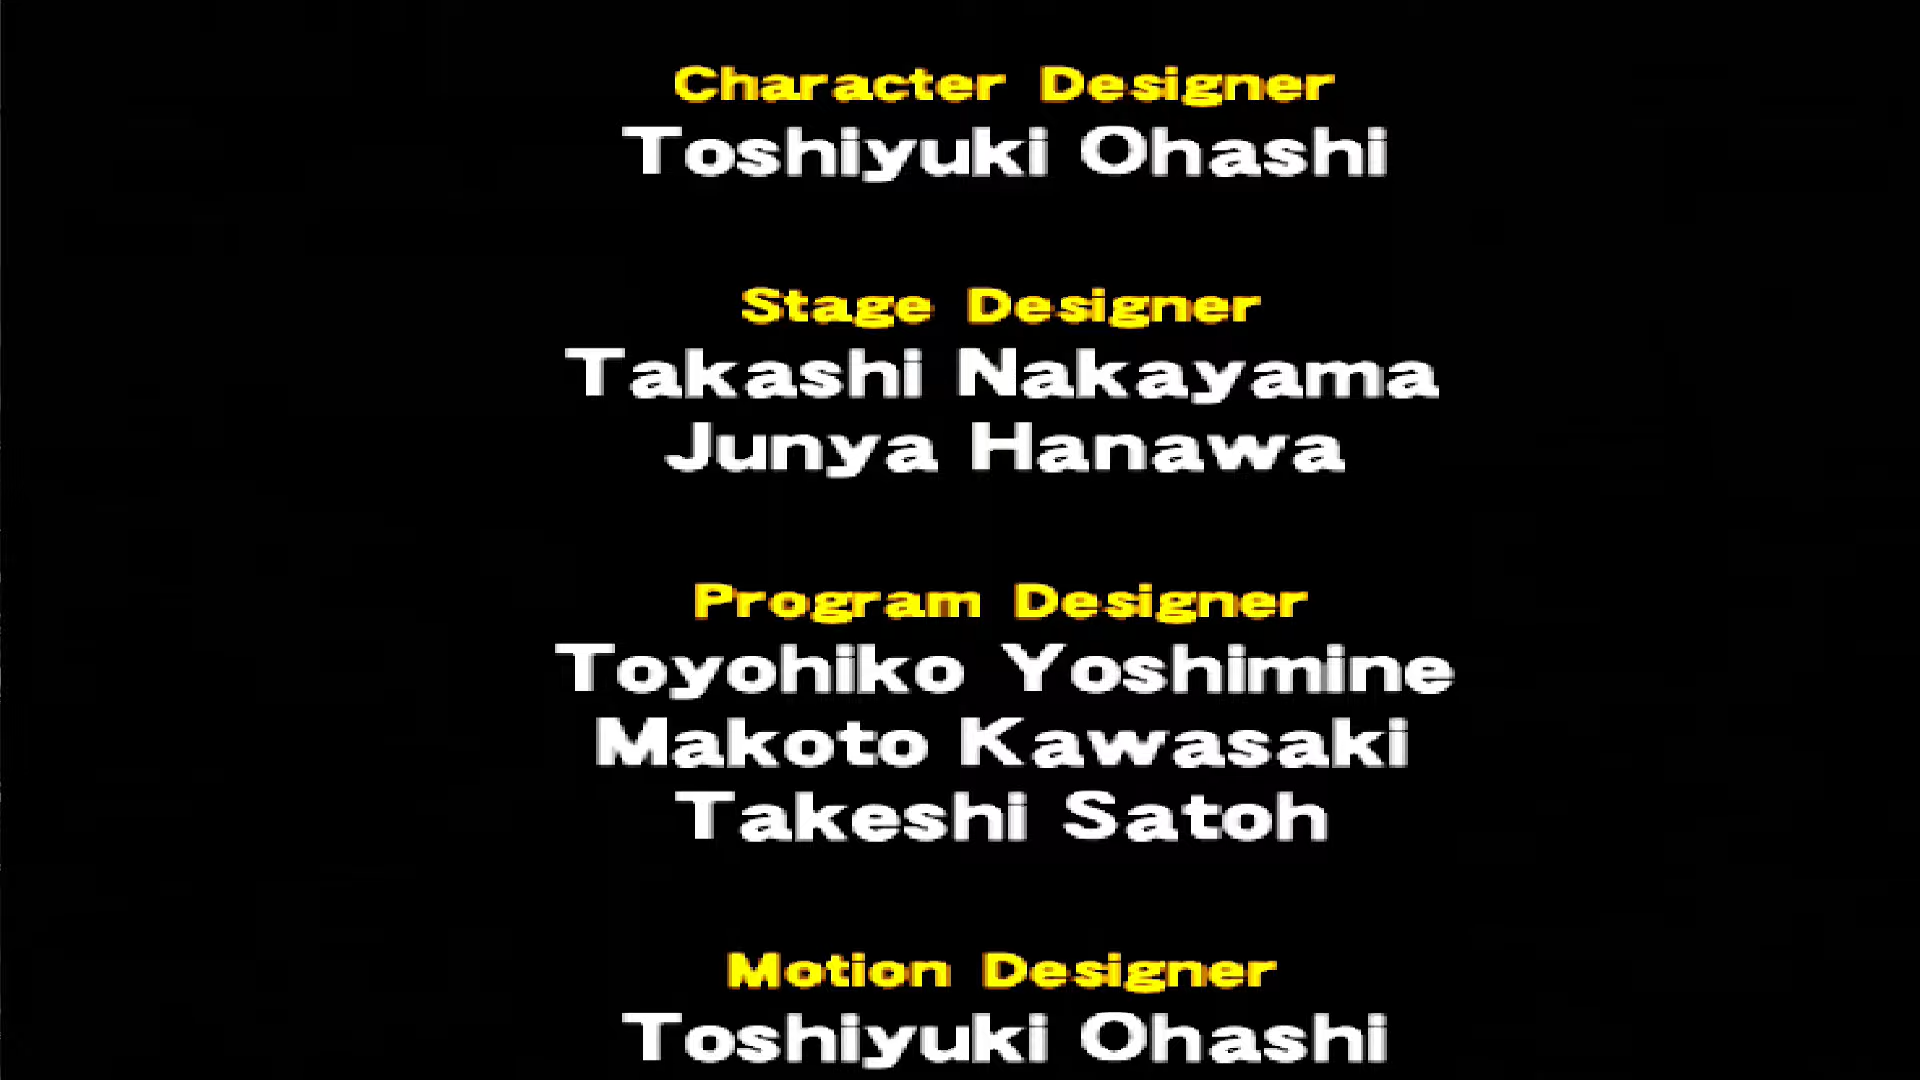 Character Designer
Toshiyuki Ohashi
Stage Designer
Takashi Nakayama
Junya Hanawa
Program Designer
Toyohiko Yoshimine
Makoto Kawasaki
Takeshi Satoh
Motion Designer
Toshiyuki Ohashi